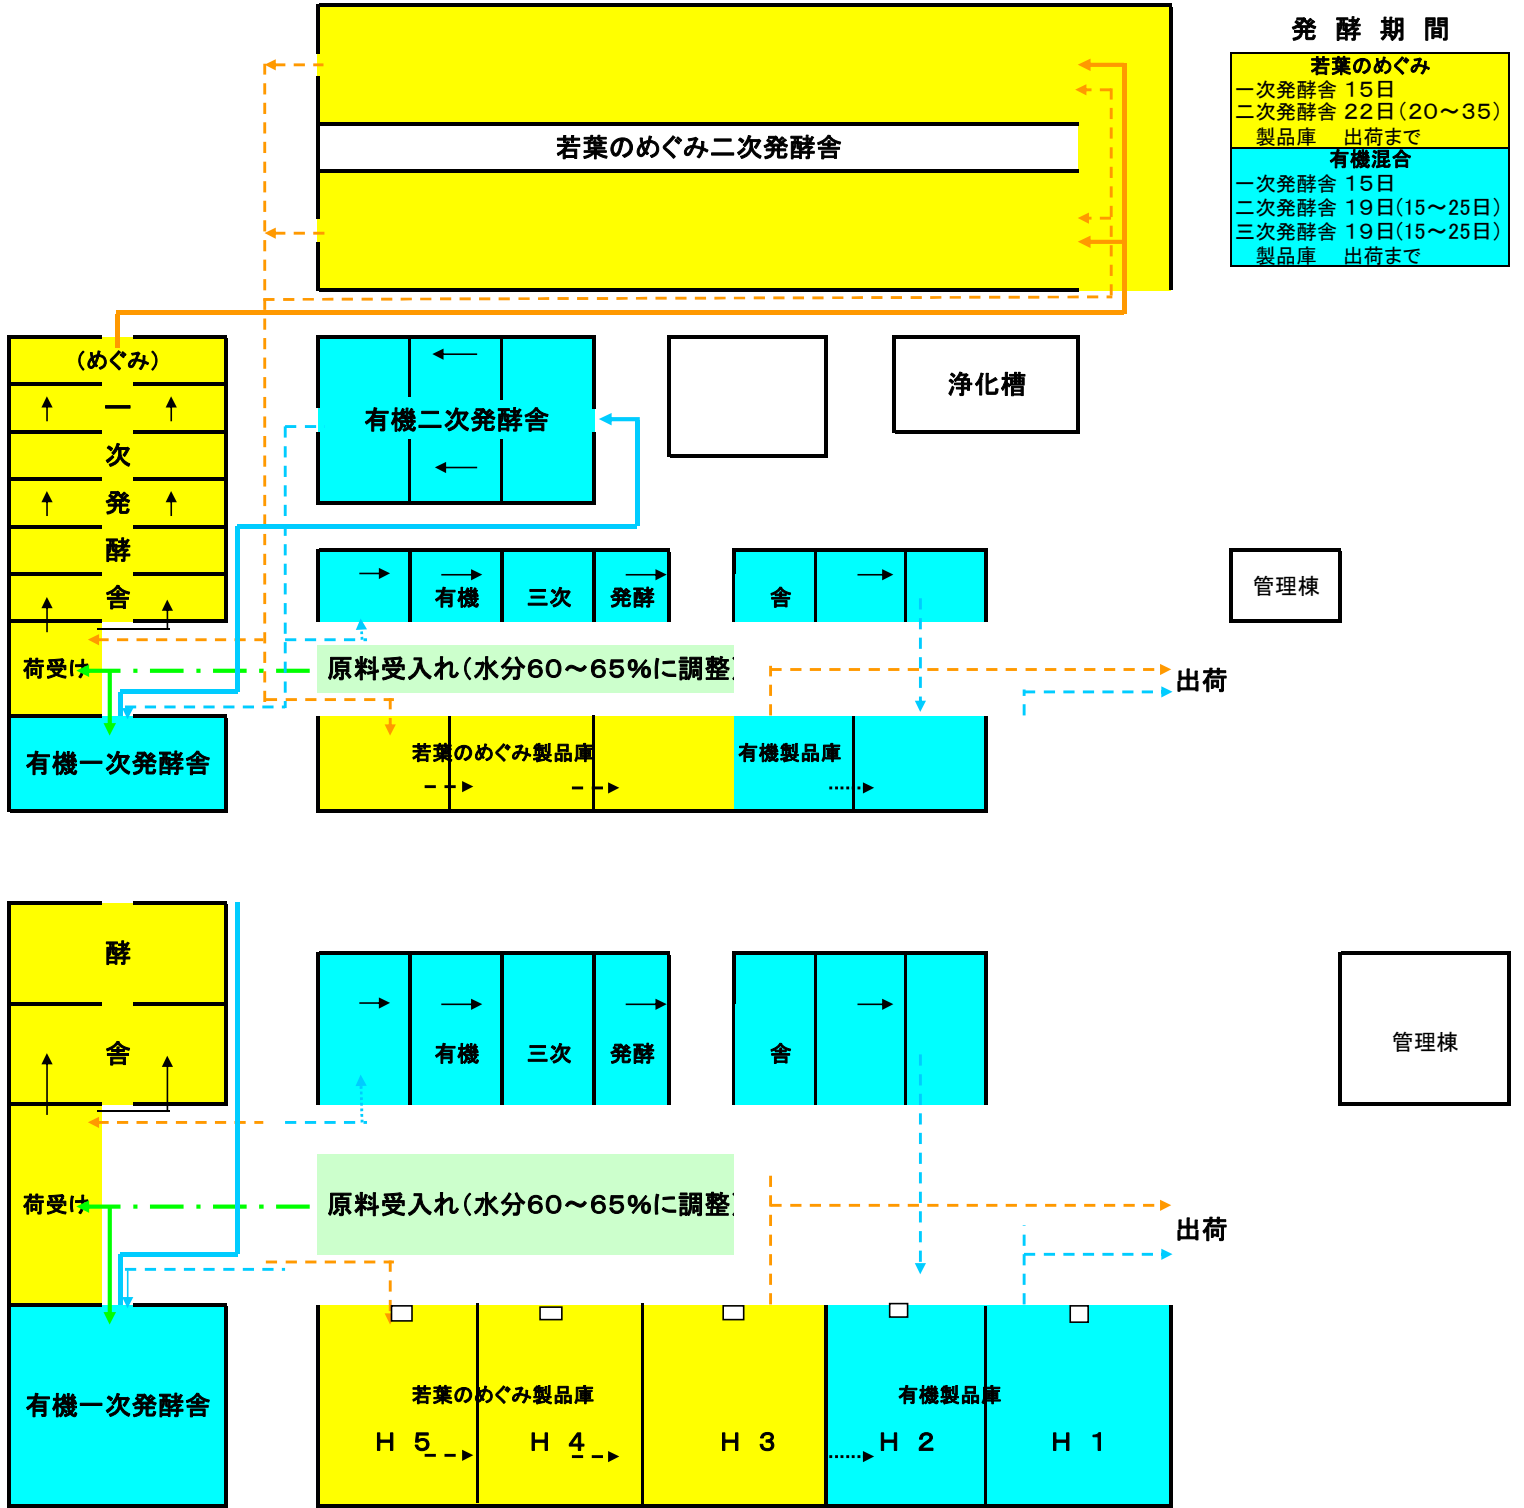 発 酵 期 間
若葉のめぐみ
一次発酵舎 15日
二次発酵舎 22日(20～35)
製品庫 出荷まで
有機混合
一次発酵舎 15日
二次発酵舎 19日(15～25日)
三次発酵舎 19日(15～25日)
製品庫 出荷まで
若葉のめぐみ二次発酵舎
(めぐみ)
一
次
発
酵
舎
有機二次発酵舎
浄化槽
有機 三次 発酵 舎
管理棟
荷受け
原料受入れ(水分60～65%に調整)
出荷
有機一次発酵舎
若葉のめぐみ製品庫
有機製品庫
酵
舎
有機 三次 発酵 舎
管理棟
荷受け
原料受入れ(水分60～65%に調整)
出荷
有機一次発酵舎
若葉のめぐみ製品庫
有機製品庫
H 5 H 4 H 3 H 2 H 1